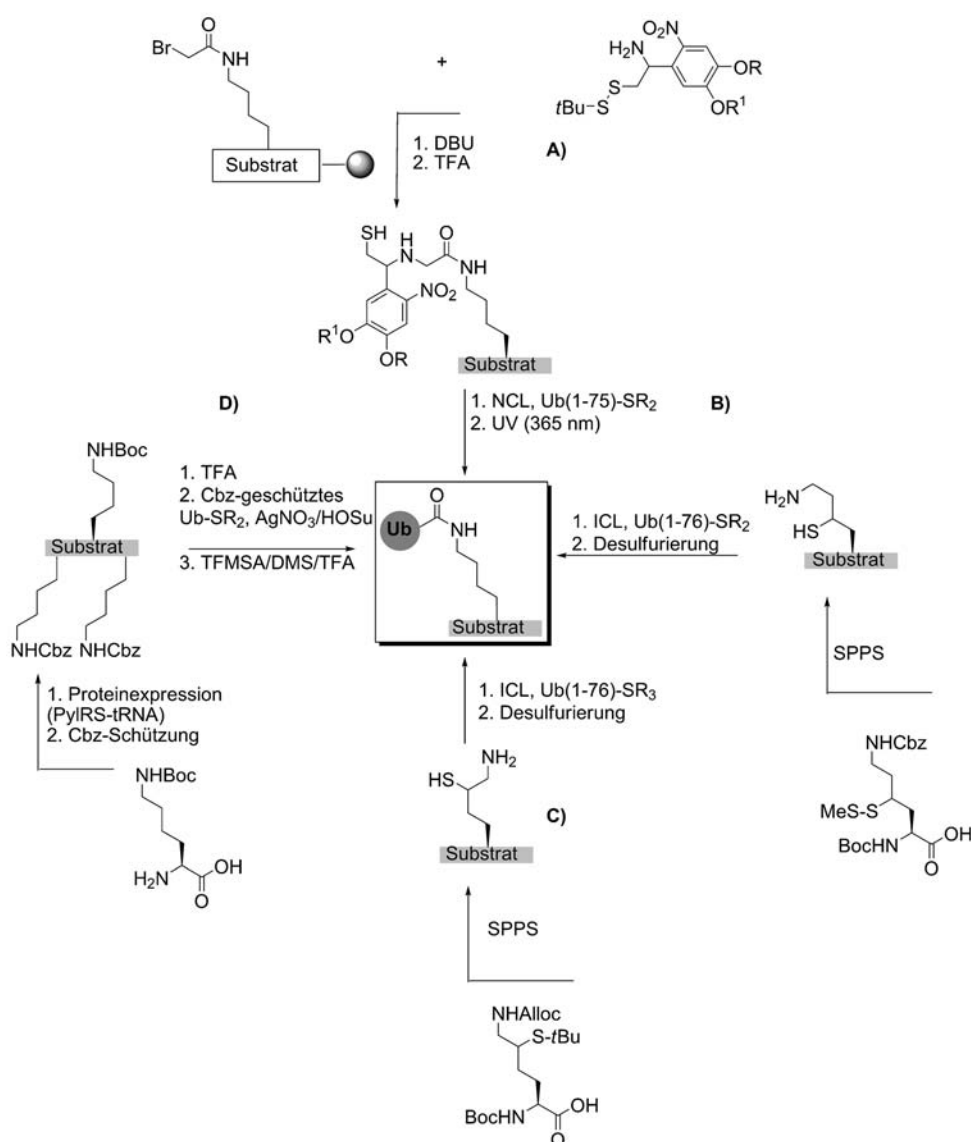 Br
O
NH
Substrat
+
H2N
O2N
OR
OR1
tBu
S
S
1. DBU
2. TFA
A)
SH
H
N
O
NH
NO2
R1O
OR
Substrat
D)
1. NCL, Ub(1-75)-SR2
2. UV (365 nm)
B)
NHBoc
Substrat
NHCbz NHCbz
1. TFA
2. Cbz-geschütztes
Ub-SR2, AgNO3/HOSu
3. TFMSA/DMS/TFA
Ub
O
NH
Substrat
1. ICL, Ub(1-76)-SR2
2. Desulfurierung
H2N
HS
Substrat
SPPS
1. Proteinexpression
(PylRS-tRNA)
2. Cbz-Schützung
1. ICL, Ub(1-76)-SR3
2. Desulfurierung
NHBoc
H2N
OH
O
HS
NH2
Substrat
C)
NHCbz
MeS-S
BocHN
OH
O
SPPS
NHAlloc
S-tBu
BocHN
OH
O